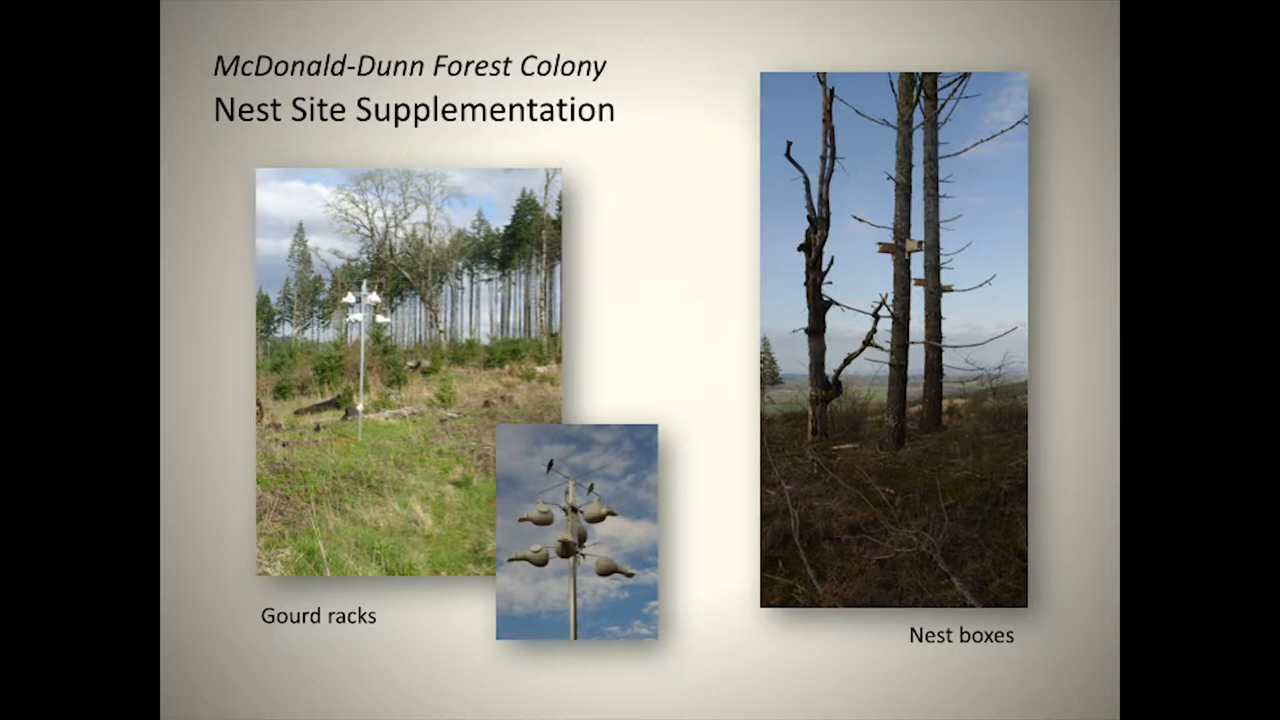 McDonald-Dunn Forest Colony
Nest Site Supplementation
Gourd racks
Nest boxes